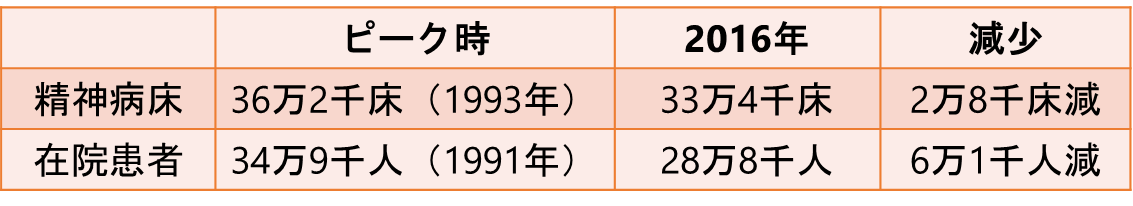 ピーク時 2016年 減少
精神病床 36万2千床（1993年） 33万4千床 2万8千床減
在院患者 34万9千人（1991年） 28万8千人 6万1千人減